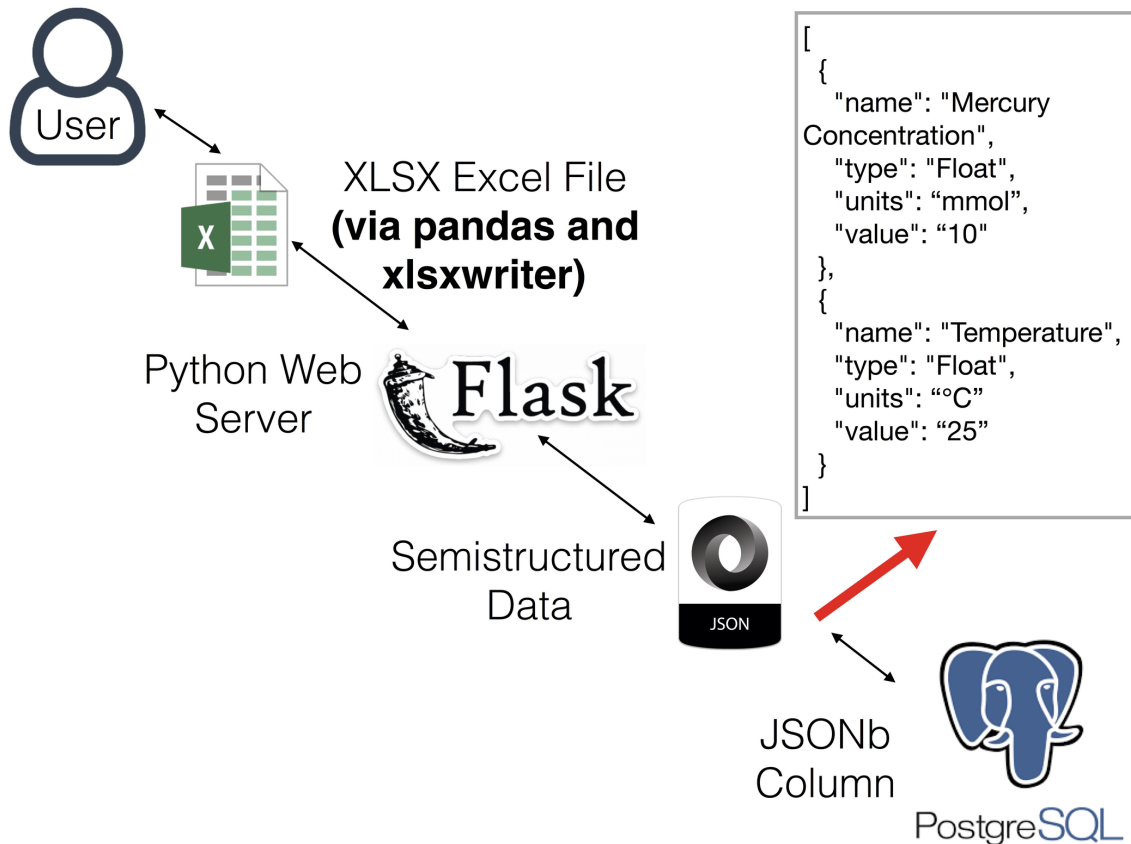 User
X
XLSX Excel File
(via pandas and
xlsxwriter)
Python Web
Server
Flask
Semistructured
Data
JSON
JSONb
Column
PostgreSQL
[
{
"name": "Mercury
Concentration",
"type": "Float",
"units": “mmol”,
"value": “10"
},
{
"name": "Temperature",
"type": "Float",
"units": “°C”
"value": “25”
}
]